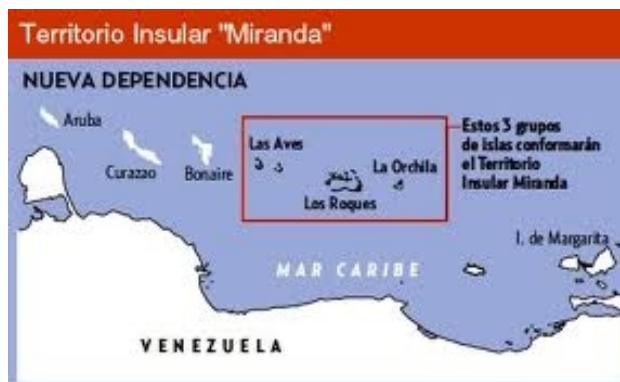 Territorio Insular "Miranda"
NUEVA DEPENDENCIA
Aruba
Curazao
Bonaire
Las Aves
Los Roques
La Orchila
Estos 3 grupos
de islas conformarán
el Territorio
Insular Miranda
I. de Margarita
MAR CARIBE
VENEZUELA